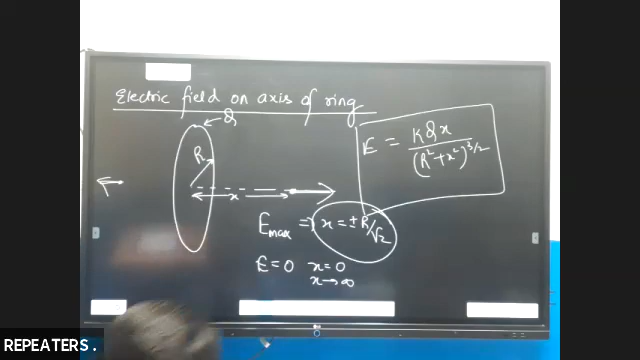 Electric field on axis of ring
Q
R
x
E = KQx / (R² + x²)^3/2
Emax ⇒ x = ± R/√2
E = 0 x = 0
x → ∞
REPEATERS.